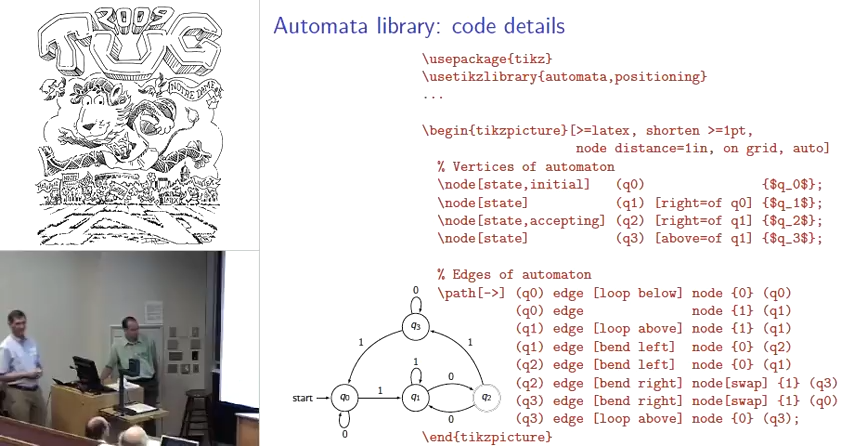 2009
TUG
NOTRE DAME
Automata library: code details
\usepackage{tikz}
\usetikzlibrary{automata,positioning}
...
\begin{tikzpicture}[>=latex, shorten >=1pt,
node distance=1in, on grid, auto]
% Vertices of automaton
\node[state,initial] (q0) {$q_0$};
\node[state] (q1) [right=of q0] {$q_1$};
\node[state,accepting] (q2) [right=of q1] {$q_2$};
\node[state] (q3) [above=of q1] {$q_3$};
% Edges of automaton
\path[->] (q0) edge [loop below] node {0} (q0)
(q0) edge node {1} (q1)
(q1) edge [loop above] node {1} (q1)
(q1) edge [bend left] node {0} (q2)
(q2) edge [bend left] node {0} (q1)
(q2) edge [bend right] node[swap] {1} (q3)
(q3) edge [bend right] node[swap] {1} (q0)
(q3) edge [loop above] node {0} (q3);
\end{tikzpicture}
0
q3
1
1
1
0
start
q0
1
q1
q2
0
0